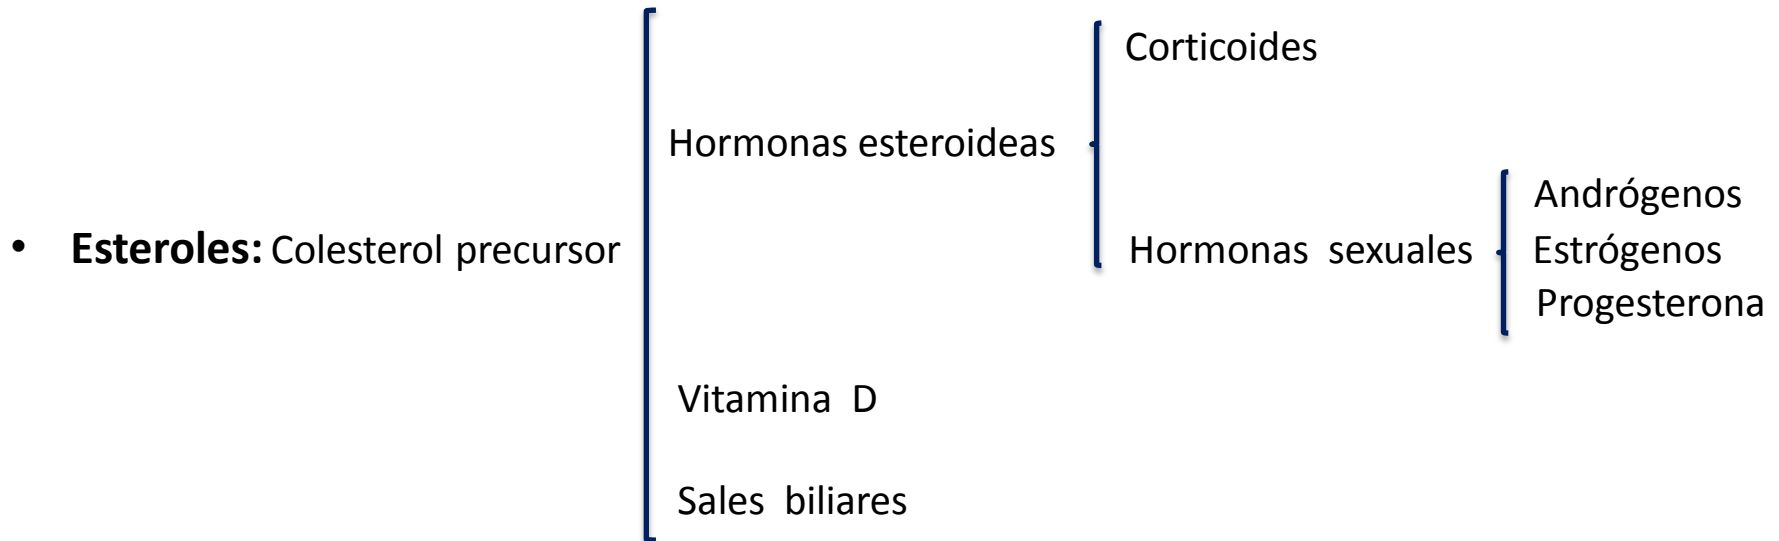 Corticoides
Hormonas esteroideas
Andrógenos
• Esteroles: Colesterol precursor
Hormonas sexuales
Estrógenos
Progesterona
Vitamina D
Sales biliares